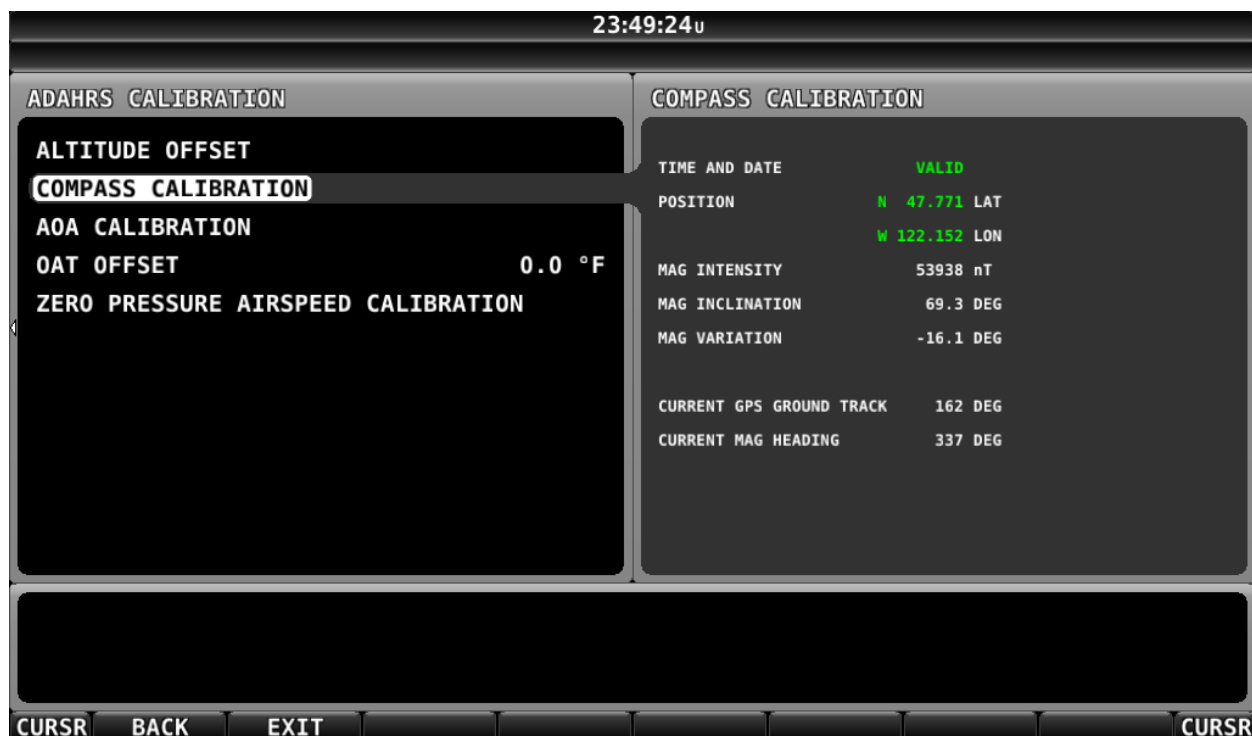 23:49:24U
ADAHRS CALIBRATION
ALTITUDE OFFSET
COMPASS CALIBRATION
AOA CALIBRATION
OAT OFFSET 0.0 °F
ZERO PRESSURE AIRSPEED CALIBRATION
COMPASS CALIBRATION
TIME AND DATE VALID
POSITION N 47.771 LAT
W 122.152 LON
MAG INTENSITY 53938 nT
MAG INCLINATION 69.3 DEG
MAG VARIATION -16.1 DEG
CURRENT GPS GROUND TRACK 162 DEG
CURRENT MAG HEADING 337 DEG
CURSR BACK EXIT CURSR